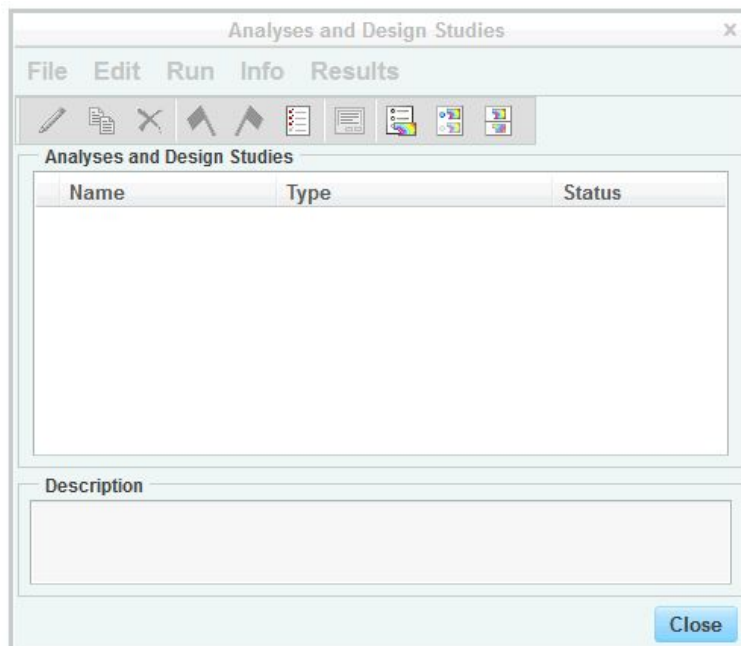 Analyses and Design Studies x
File Edit Run Info Results
Analyses and Design Studies
Name Type Status
Description
Close